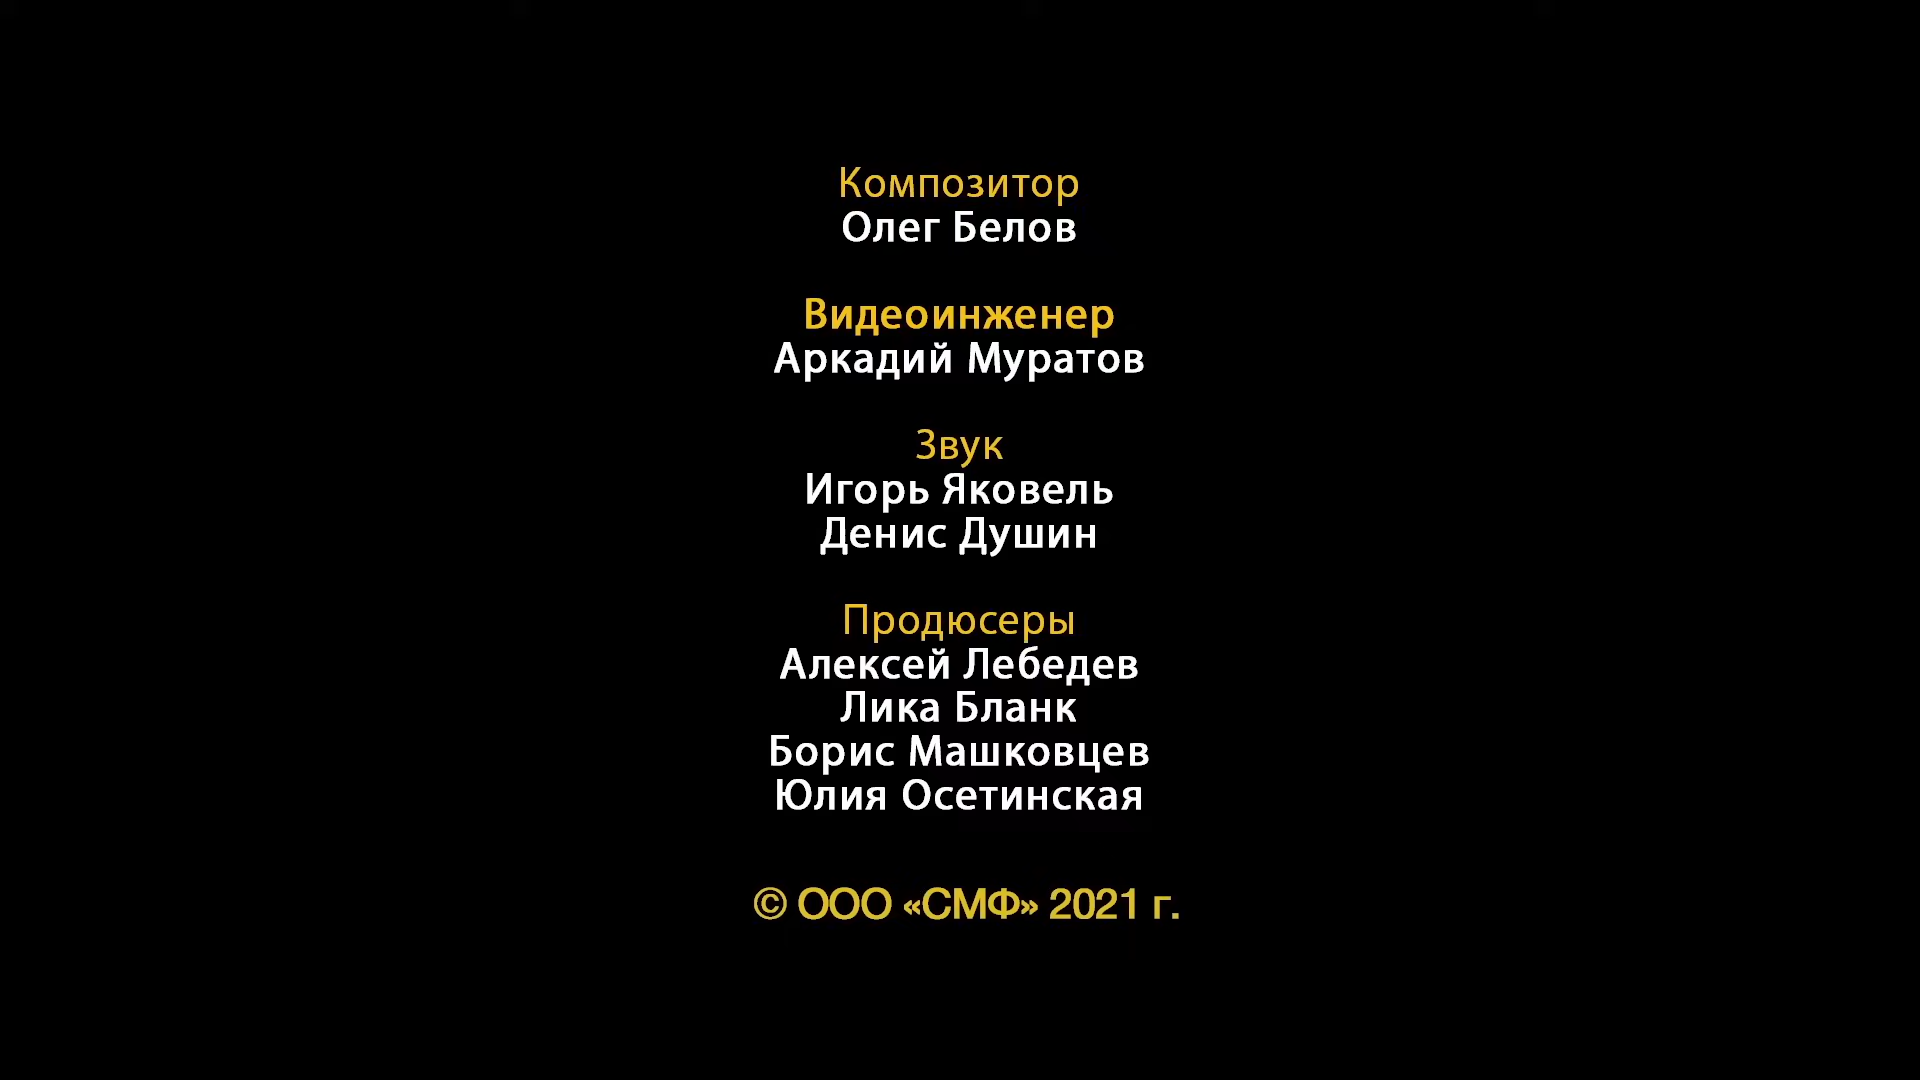 Композитор
Олег Белов
Видеоинженер
Аркадий Муратов
Звук
Игорь Яковель
Денис Душин
Продюсеры
Алексей Лебедев
Лика Бланк
Борис Машковцев
Юлия Осетинская
© ООО «СМФ» 2021 г.